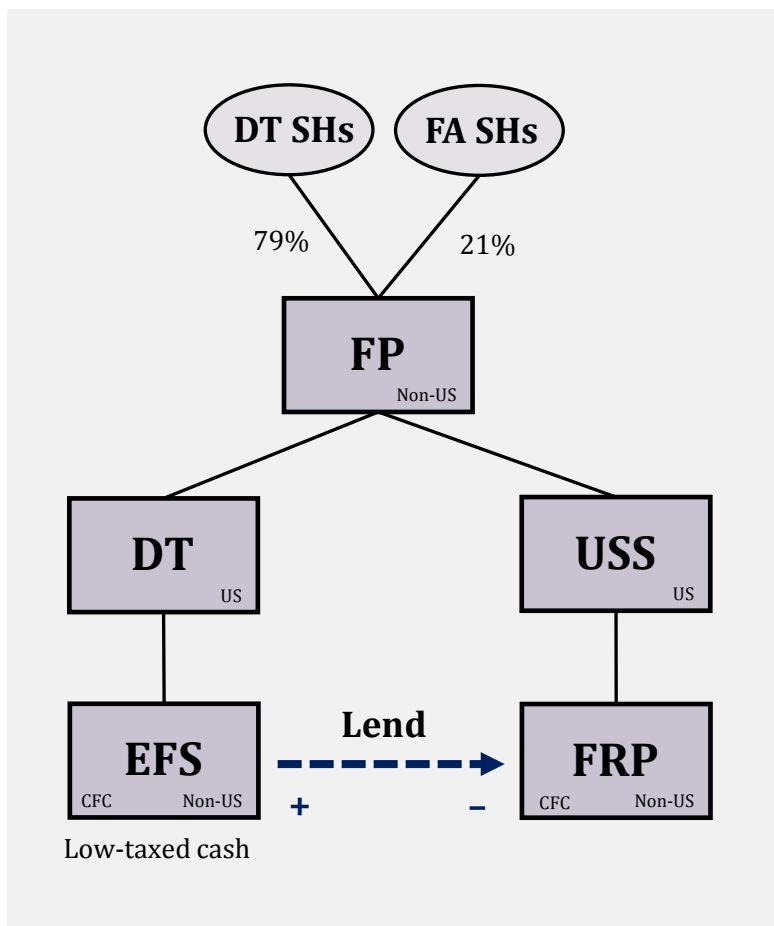 DT SHs
FA SHs
79%
21%
FP
Non-US
DT
US
USS
US
EFS
CFC
Non-US
Lend
+
–
FRP
CFC
Non-US
Low-taxed cash